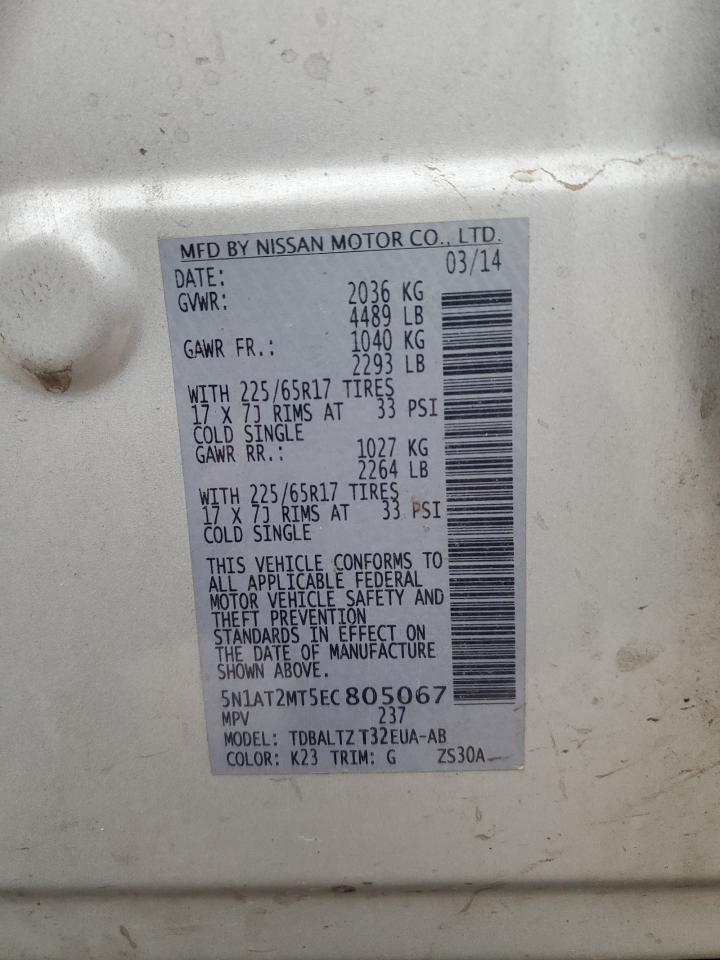 MFD BY NISSAN MOTOR CO., LTD.
DATE: 03/14
GVWR: 2036 KG
4489 LB
GAWR FR.: 1040 KG
2293 LB
WITH 225/65R17 TIRES
17 X 7J RIMS AT 33 PSI
COLD SINGLE
GAWR RR.: 1027 KG
2264 LB
WITH 225/65R17 TIRES
17 X 7J RIMS AT 33 PSI
COLD SINGLE
THIS VEHICLE CONFORMS TO
ALL APPLICABLE FEDERAL
MOTOR VEHICLE SAFETY AND
THEFT PREVENTION
STANDARDS IN EFFECT ON
THE DATE OF MANUFACTURE
SHOWN ABOVE.
5N1AT2MT5EC805067
MPV 237
MODEL: TDBALTZ T32EUA-AB
COLOR: K23 TRIM: G ZS30A